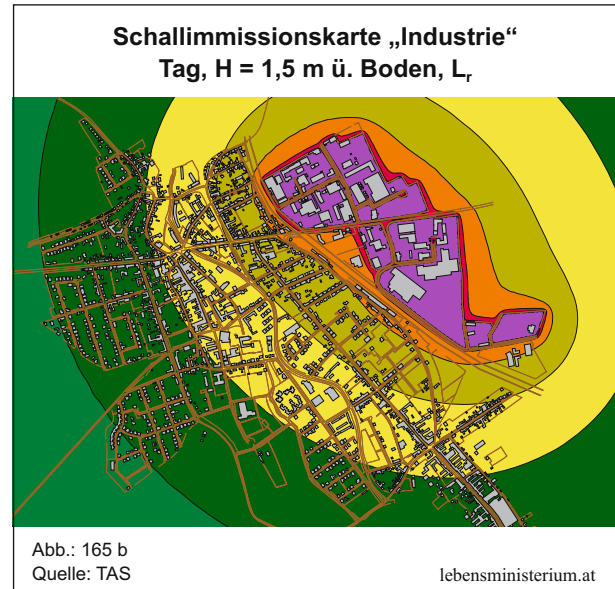 Schallimmissionskarte „Industrie“
Tag, H = 1,5 m ü. Boden, Lr
Abb.: 165 b
Quelle: TAS
lebensministerium.at